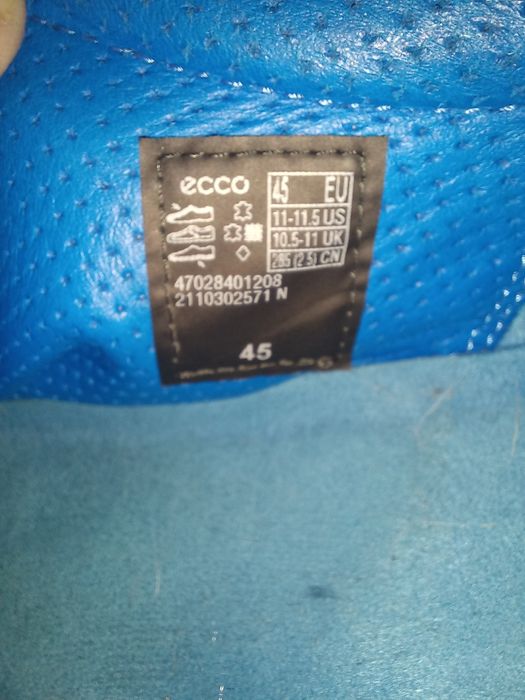 ecco
45 EU
11-11.5 US
10.5-11 UK
285 (2.5) CN
47028401208
2110302571 N
45